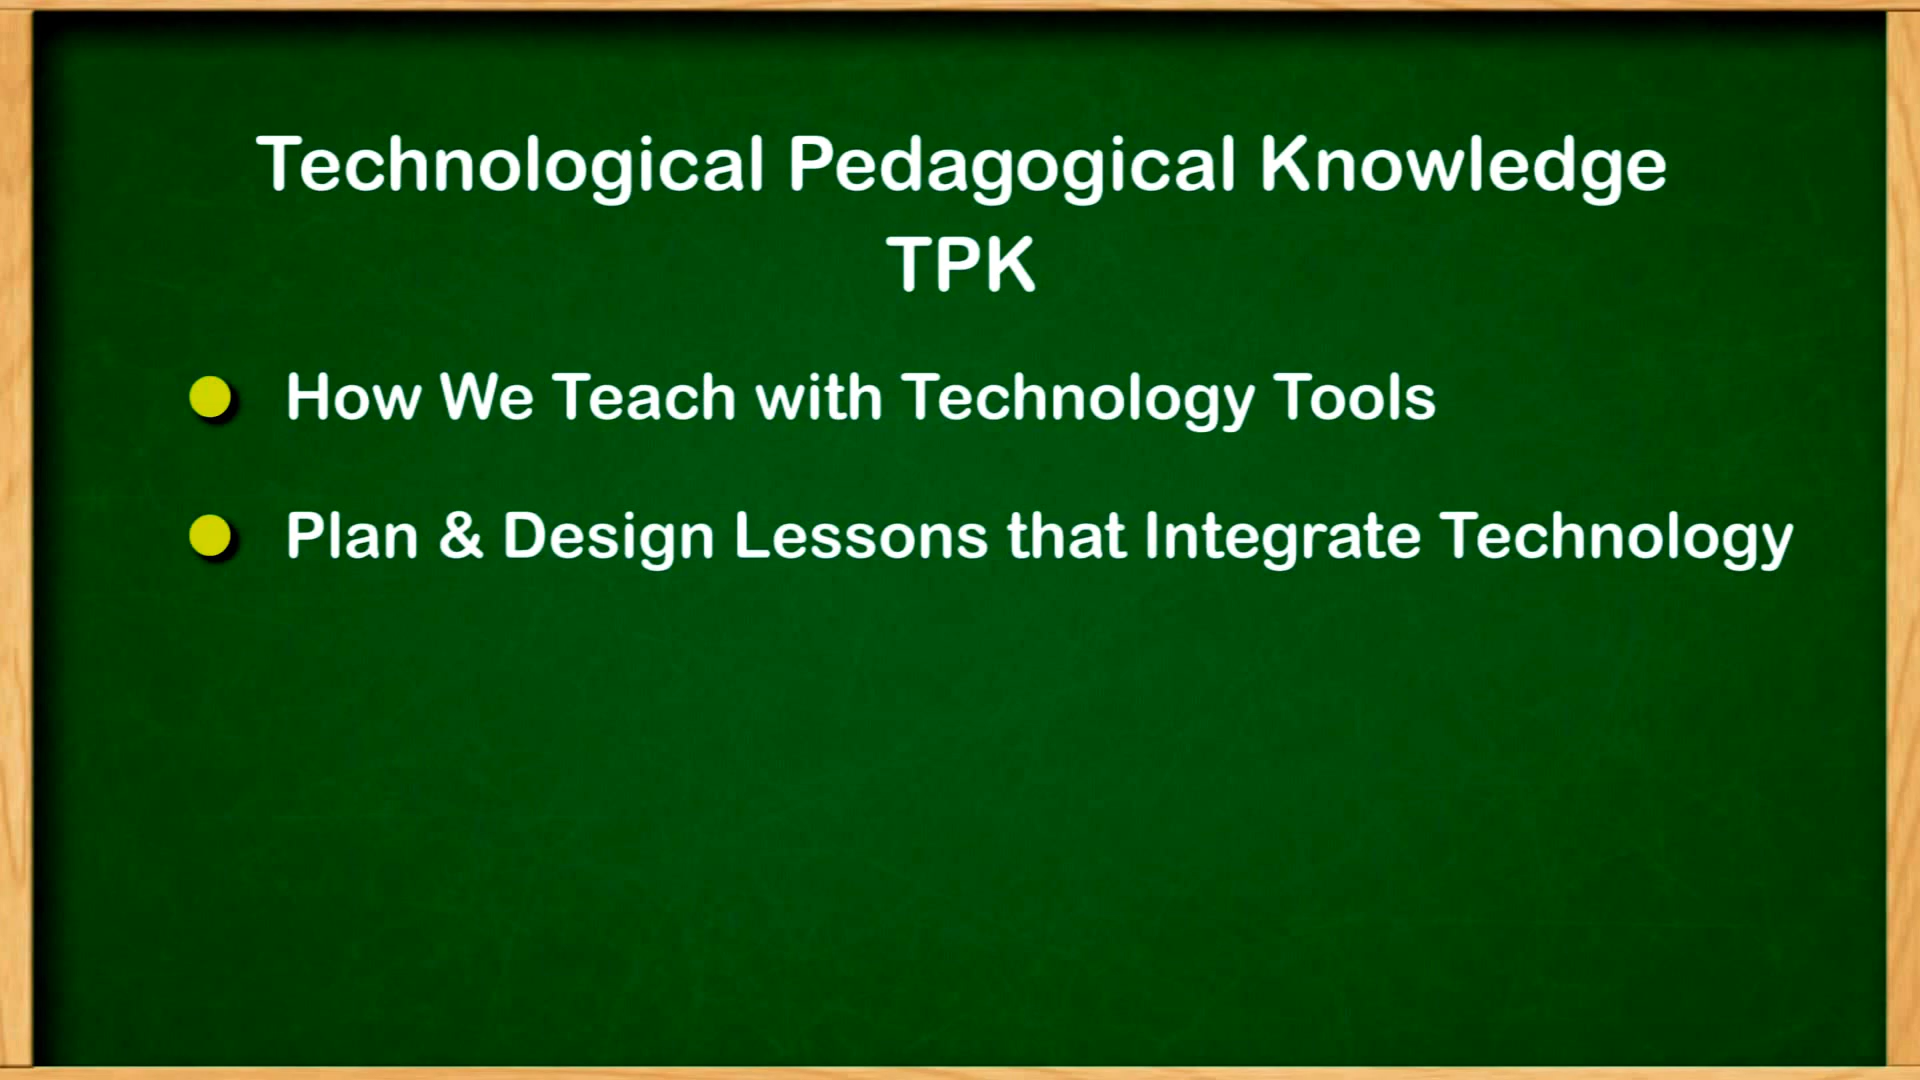 Technological Pedagogical Knowledge
TPK
How We Teach with Technology Tools
Plan & Design Lessons that Integrate Technology